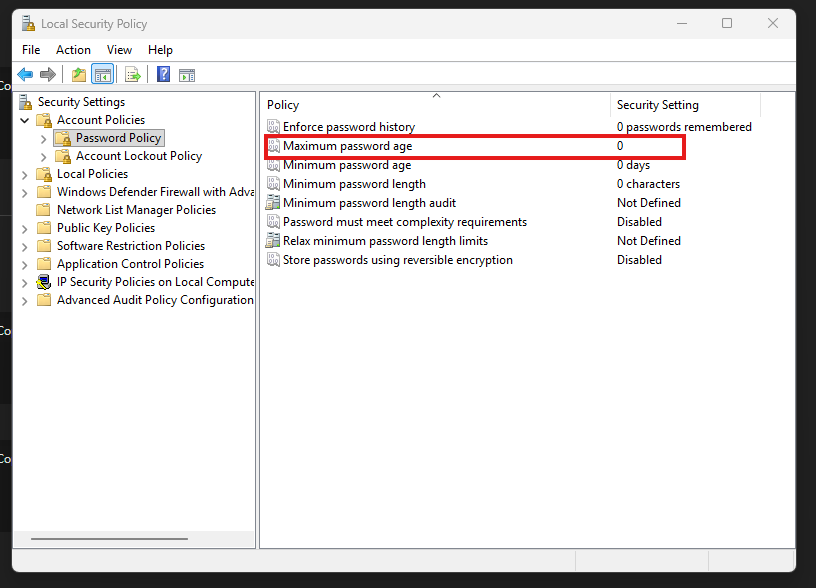 Local Security Policy
File Action View Help
Security Settings
Account Policies
Password Policy
Account Lockout Policy
Local Policies
Windows Defender Firewall with Adva
Network List Manager Policies
Public Key Policies
Software Restriction Policies
Application Control Policies
IP Security Policies on Local Compute
Advanced Audit Policy Configuration
Policy Security Setting
Enforce password history 0 passwords remembered
Maximum password age 0
Minimum password age 0 days
Minimum password length 0 characters
Minimum password length audit Not Defined
Password must meet complexity requirements Disabled
Relax minimum password length limits Not Defined
Store passwords using reversible encryption Disabled
Co
Co
Co